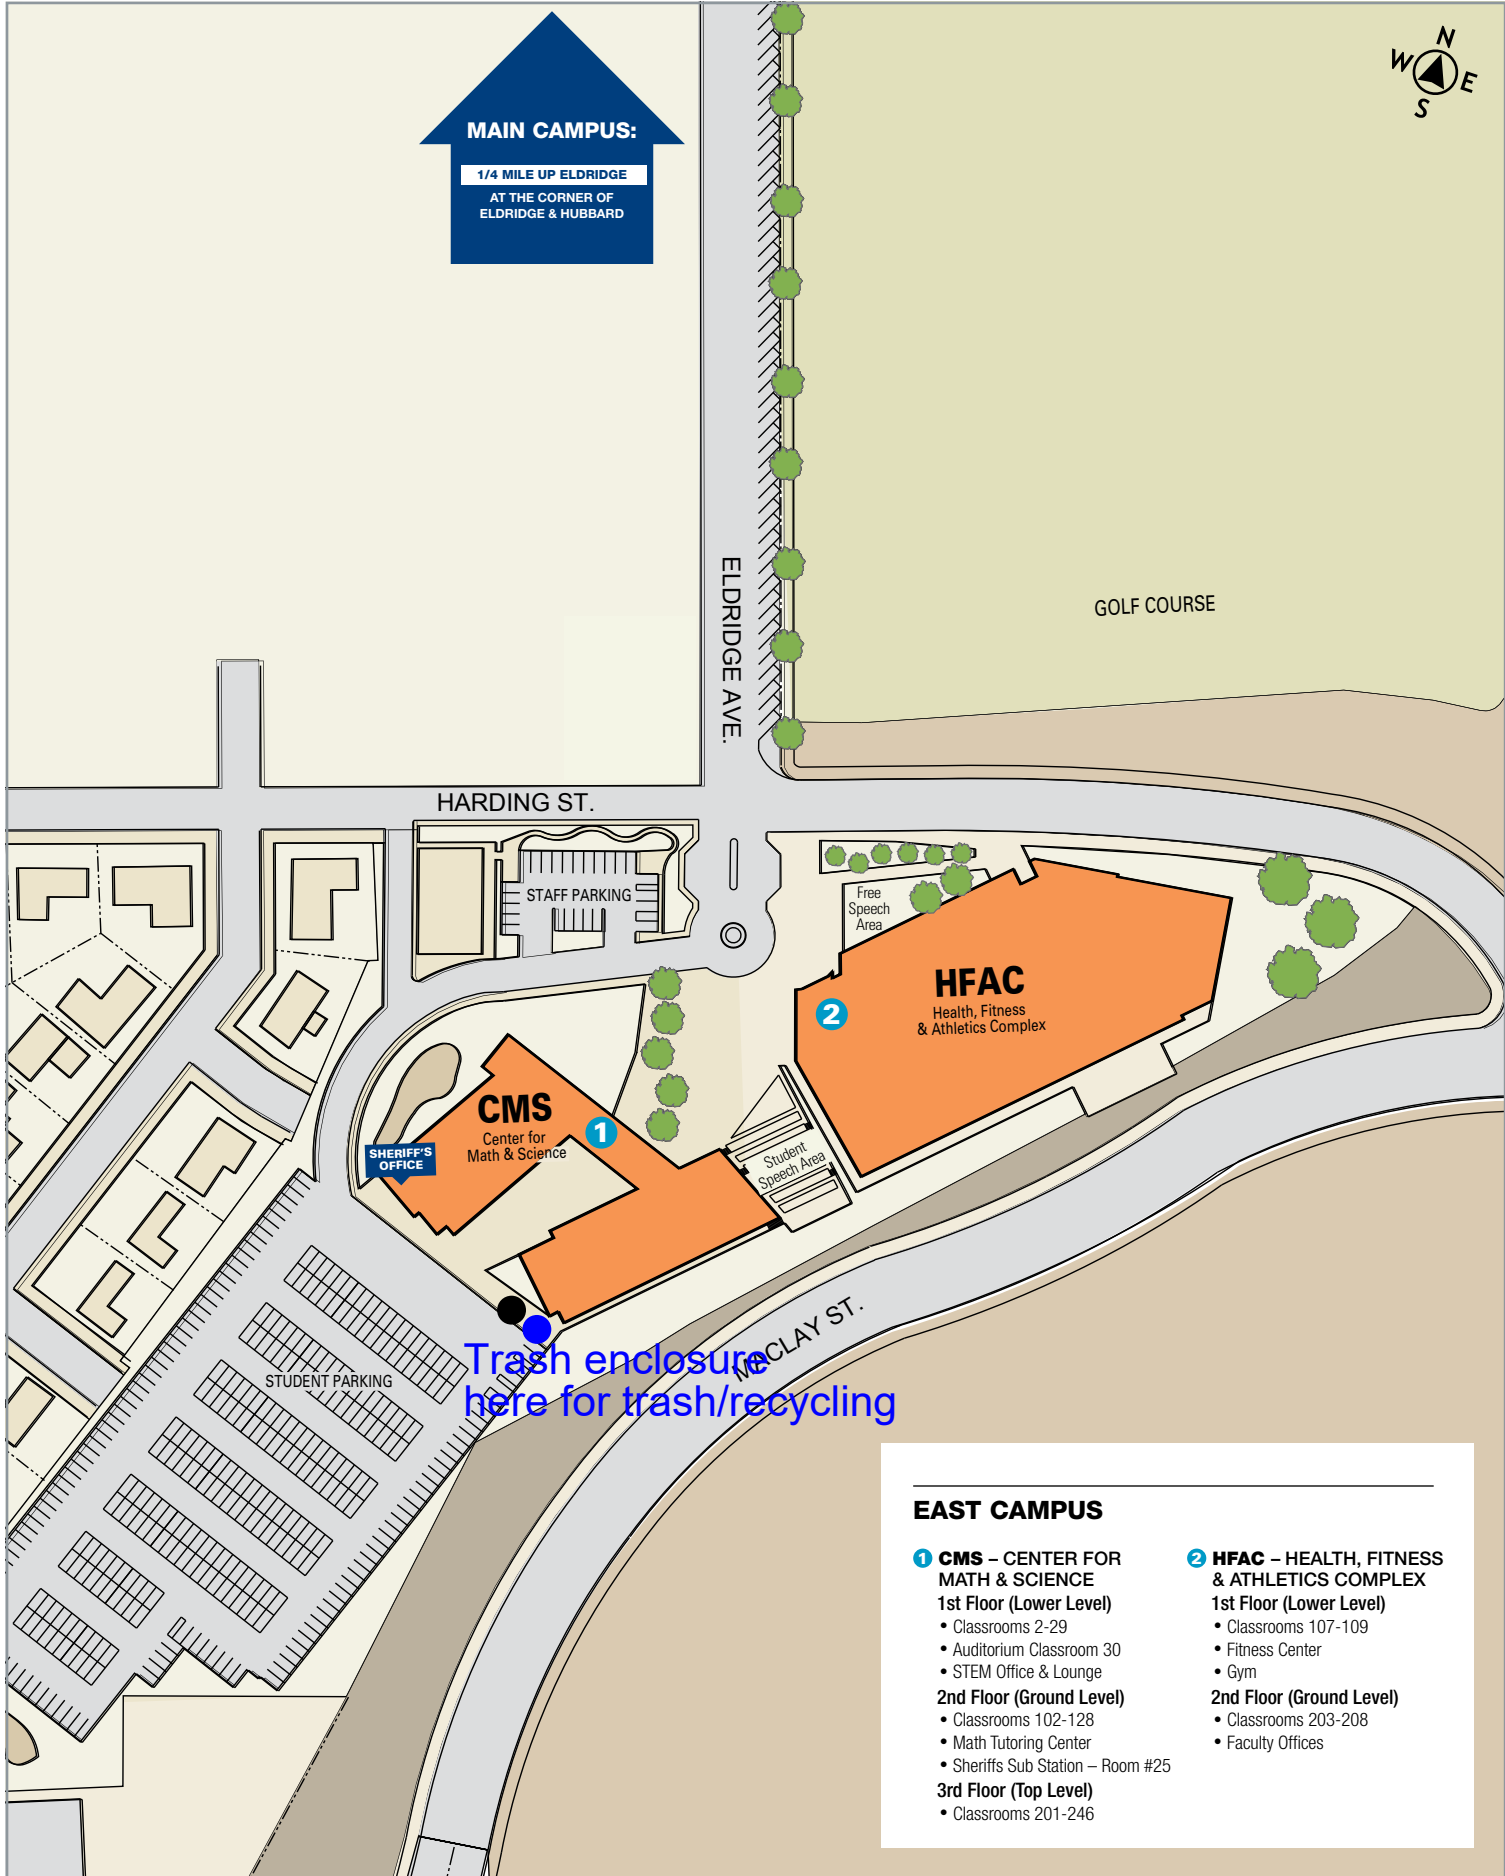 N
W
E
S
MAIN CAMPUS:
1/4 MILE UP ELDRIDGE
AT THE CORNER OF
ELDRIDGE & HUBBARD
ELDRIDGE AVE.
GOLF COURSE
HARDING ST.
STAFF PARKING
Free
Speech
Area
HFAC
Health, Fitness
& Athletics Complex
2
CMS
Center for
Math & Science
1
SHERIFF'S
OFFICE
Student
Speech Area
MACLAY ST.
Trash enclosure
here for trash/recycling
STUDENT PARKING
EAST CAMPUS
1 CMS – CENTER FOR
MATH & SCIENCE
1st Floor (Lower Level)
• Classrooms 2-29
• Auditorium Classroom 30
• STEM Office & Lounge
2nd Floor (Ground Level)
• Classrooms 102-128
• Math Tutoring Center
• Sheriffs Sub Station – Room #25
3rd Floor (Top Level)
• Classrooms 201-246
2 HFAC – HEALTH, FITNESS
& ATHLETICS COMPLEX
1st Floor (Lower Level)
• Classrooms 107-109
• Fitness Center
• Gym
2nd Floor (Ground Level)
• Classrooms 203-208
• Faculty Offices